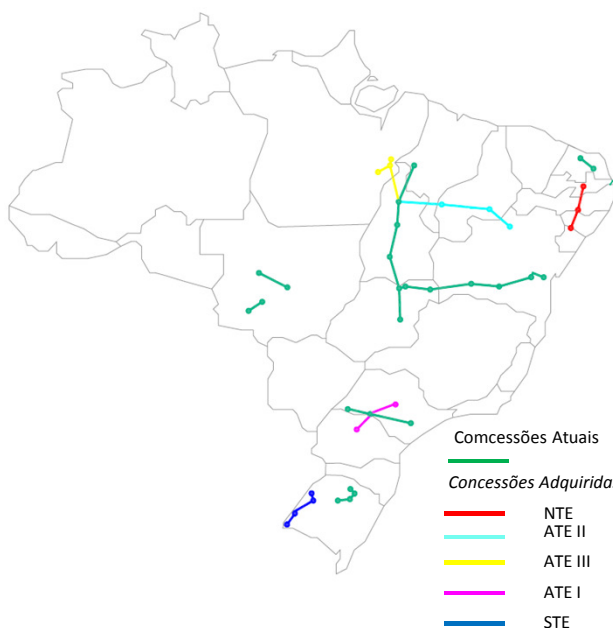 Comcessões Atuais
Concessões Adquirida
NTE
ATE II
ATE III
ATE I
STE